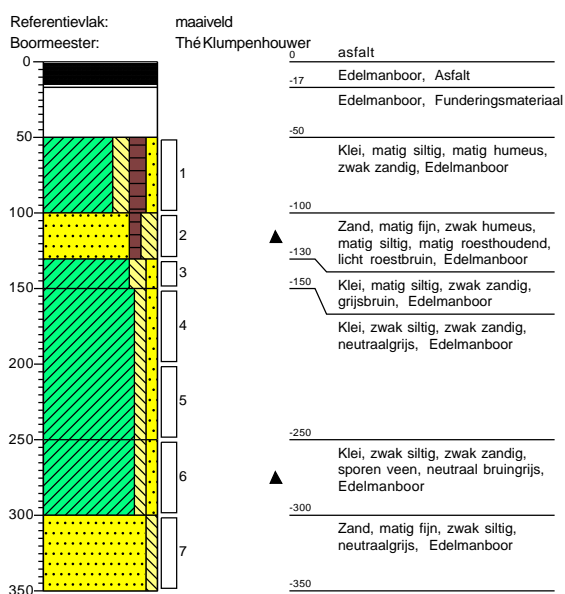 Referentievlak: maaiveld
Boormeester: Thé Klumpenhouwer
0
50
100
150
200
250
300
350
1
2
3
4
5
6
7
0
asfalt
-17
Edelmanboor, Asfalt
Edelmanboor, Funderingsmateriaal
-50
Klei, matig siltig, matig humeus,
zwak zandig, Edelmanboor
-100
Zand, matig fijn, zwak humeus,
matig siltig, matig roesthoudend,
licht roestbruin, Edelmanboor
-130
Klei, matig siltig, zwak zandig,
grijsbruin, Edelmanboor
-150
Klei, zwak siltig, zwak zandig,
neutraalgrijs, Edelmanboor
-250
Klei, zwak siltig, zwak zandig,
sporen veen, neutraal bruingrijs,
Edelmanboor
-300
Zand, matig fijn, zwak siltig,
neutraalgrijs, Edelmanboor
-350